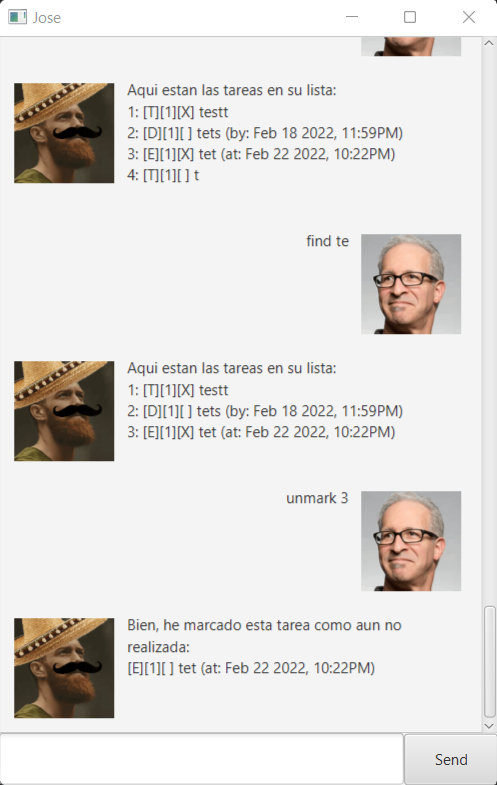 Jose
Aqui estan las tareas en su lista:
1: [T][1][X] testt
2: [D][1][ ] tets (by: Feb 18 2022, 11:59PM)
3: [E][1][X] tet (at: Feb 22 2022, 10:22PM)
4: [T][1][ ] t
find te
Aqui estan las tareas en su lista:
1: [T][1][X] testt
2: [D][1][ ] tets (by: Feb 18 2022, 11:59PM)
3: [E][1][X] tet (at: Feb 22 2022, 10:22PM)
unmark 3
Bien, he marcado esta tarea como aun no
realizada:
[E][1][ ] tet (at: Feb 22 2022, 10:22PM)
Send